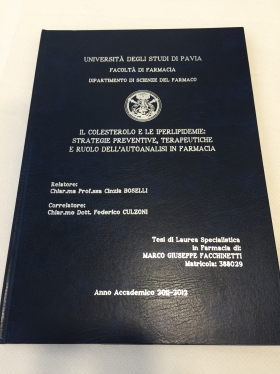 UNIVERSITÀ DEGLI STUDI DI PAVIA
FACOLTÀ DI FARMACIA
DIPARTIMENTO DI SCIENZE DEL FARMACO
IL COLESTEROLO E LE IPERLIPIDEMIE:
STRATEGIE PREVENTIVE, TERAPEUTICHE
E RUOLO DELL'AUTOANALISI IN FARMACIA
Relatore:
Chiar.ma Prof.ssa Cinzia BOSELLI
Correlatore:
Chiar.mo Dott. Federico CULZONI
Tesi di Laurea Specialistica
in Farmacia di:
MARCO GIUSEPPE FACCHINETTI
Matricola: 388029
Anno Accademico 2011-2012